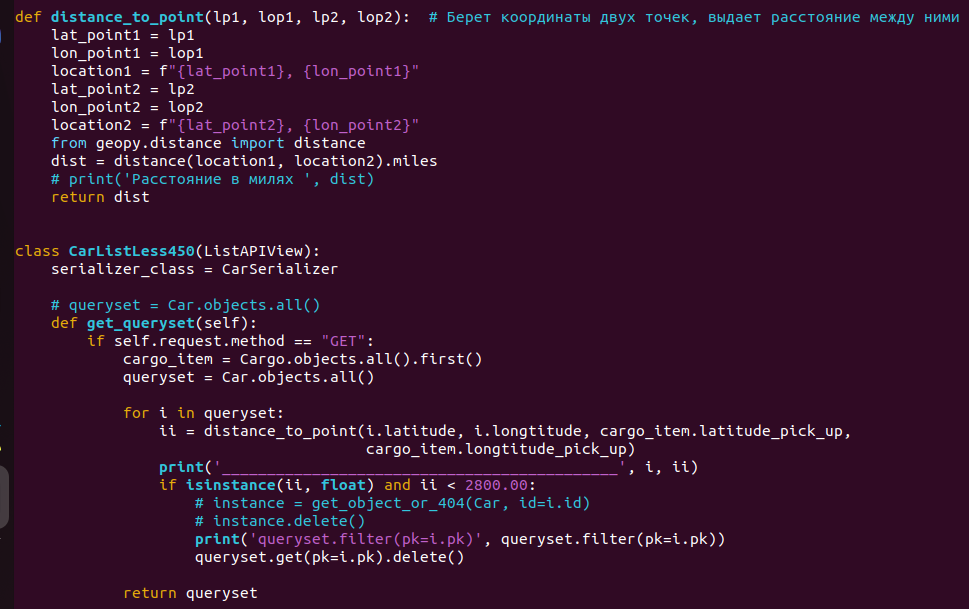 def distance_to_point(lp1, lop1, lp2, lop2):  # Берет координаты двух точек, выдает расстояние между ними
    lat_point1 = lp1
    lon_point1 = lop1
    location1 = f"{lat_point1}, {lon_point1}"
    lat_point2 = lp2
    lon_point2 = lop2
    location2 = f"{lat_point2}, {lon_point2}"
    from geopy.distance import distance
    dist = distance(location1, location2).miles
    # print('Расстояние в милях ', dist)
    return dist
class CarListLess450(ListAPIView):
    serializer_class = CarSerializer
    # queryset = Car.objects.all()
    def get_queryset(self):
        if self.request.method == "GET":
            cargo_item = Cargo.objects.all().first()
            queryset = Car.objects.all()
            for i in queryset:
                ii = distance_to_point(i.latitude, i.longtitude, cargo_item.latitude_pick_up,
                                       cargo_item.longtitude_pick_up)
                print('____________________________________________', i, ii)
                if isinstance(ii, float) and ii < 2800.00:
                    # instance = get_object_or_404(Car, id=i.id)
                    # instance.delete()
                    print('queryset.filter(pk=i.pk)', queryset.filter(pk=i.pk))
                    queryset.get(pk=i.pk).delete()
            return queryset